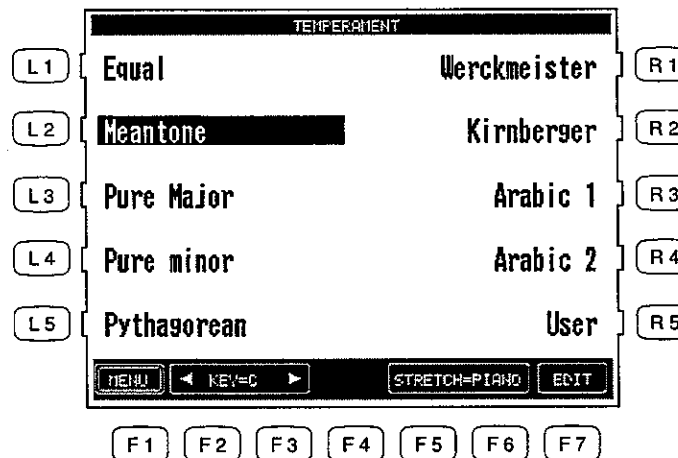 TEMPERAMENT
L1 Equal Werckmeister R1
L2 Meantone Kirnberger R2
L3 Pure Major Arabic 1 R3
L4 Pure minor Arabic 2 R4
L5 Pythagorean User R5
MENU ◄ KEY=C ► STRETCH=PIANO EDIT
F1 F2 F3 F4 F5 F6 F7